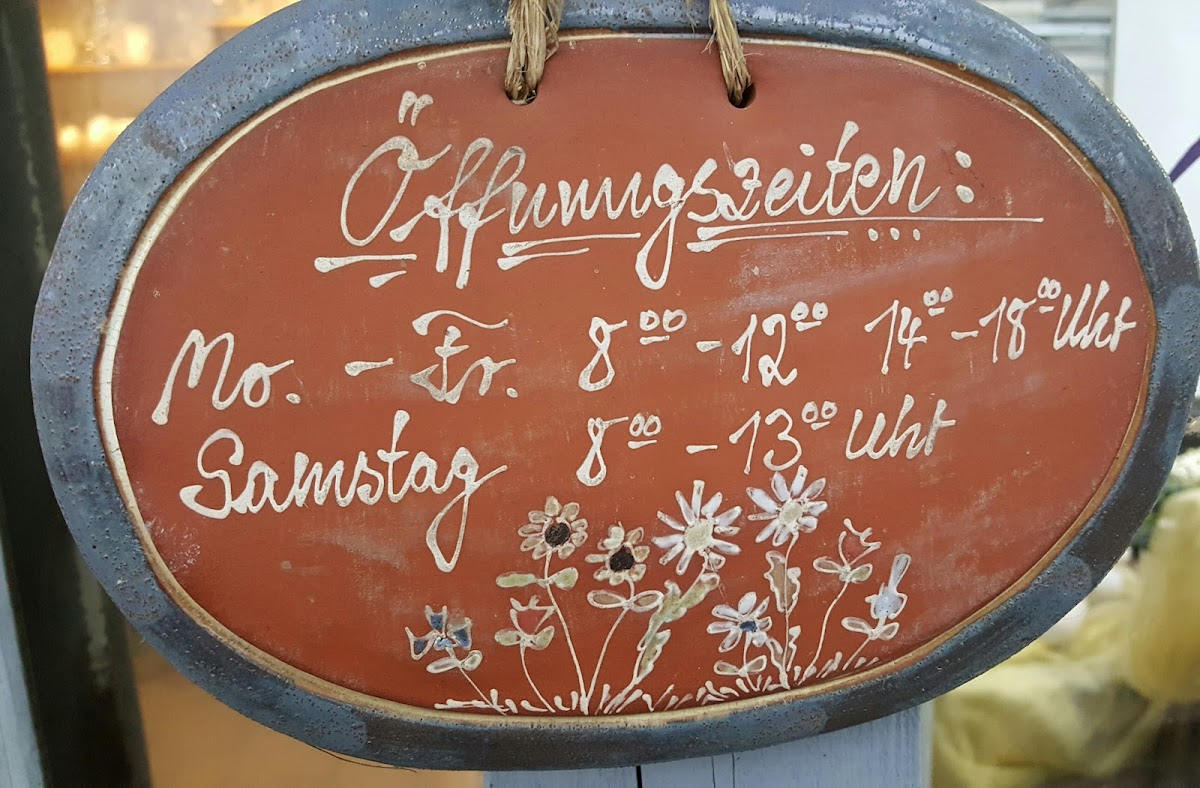 Öffnungszeiten:
Mo. - Fr. 8⁰⁰ - 12⁰⁰ 14⁰⁰ - 18⁰⁰ Uhr
Samstag 8⁰⁰ - 13⁰⁰ Uhr